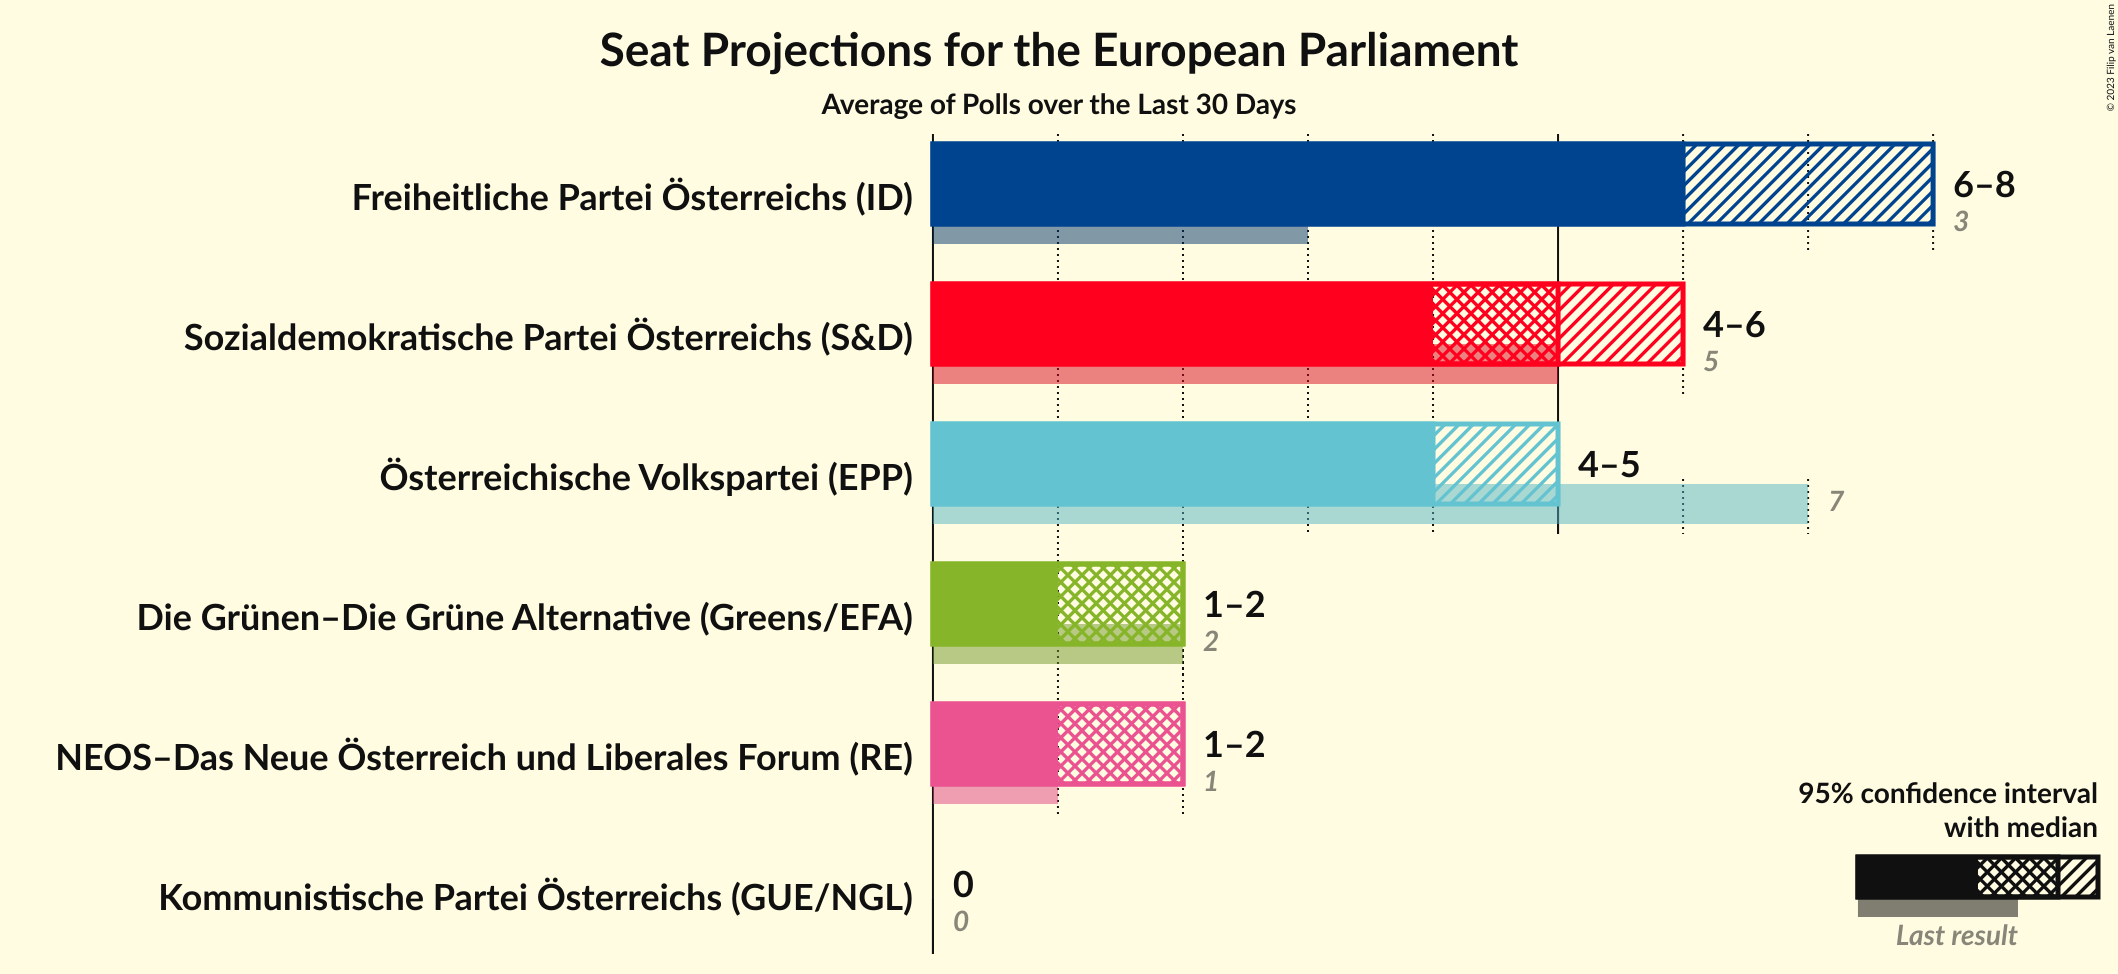 Seat Projections for the European Parliament
Average of Polls over the Last 30 Days
© 2023 Filip van Laenen
Freiheitliche Partei Österreichs (ID)
6–8
3
Sozialdemokratische Partei Österreichs (S&D)
4–6
5
Österreichische Volkspartei (EPP)
4–5
7
Die Grünen–Die Grüne Alternative (Greens/EFA)
1–2
2
NEOS–Das Neue Österreich und Liberales Forum (RE)
1–2
1
Kommunistische Partei Österreichs (GUE/NGL)
0
0
95% confidence interval
with median
Last result